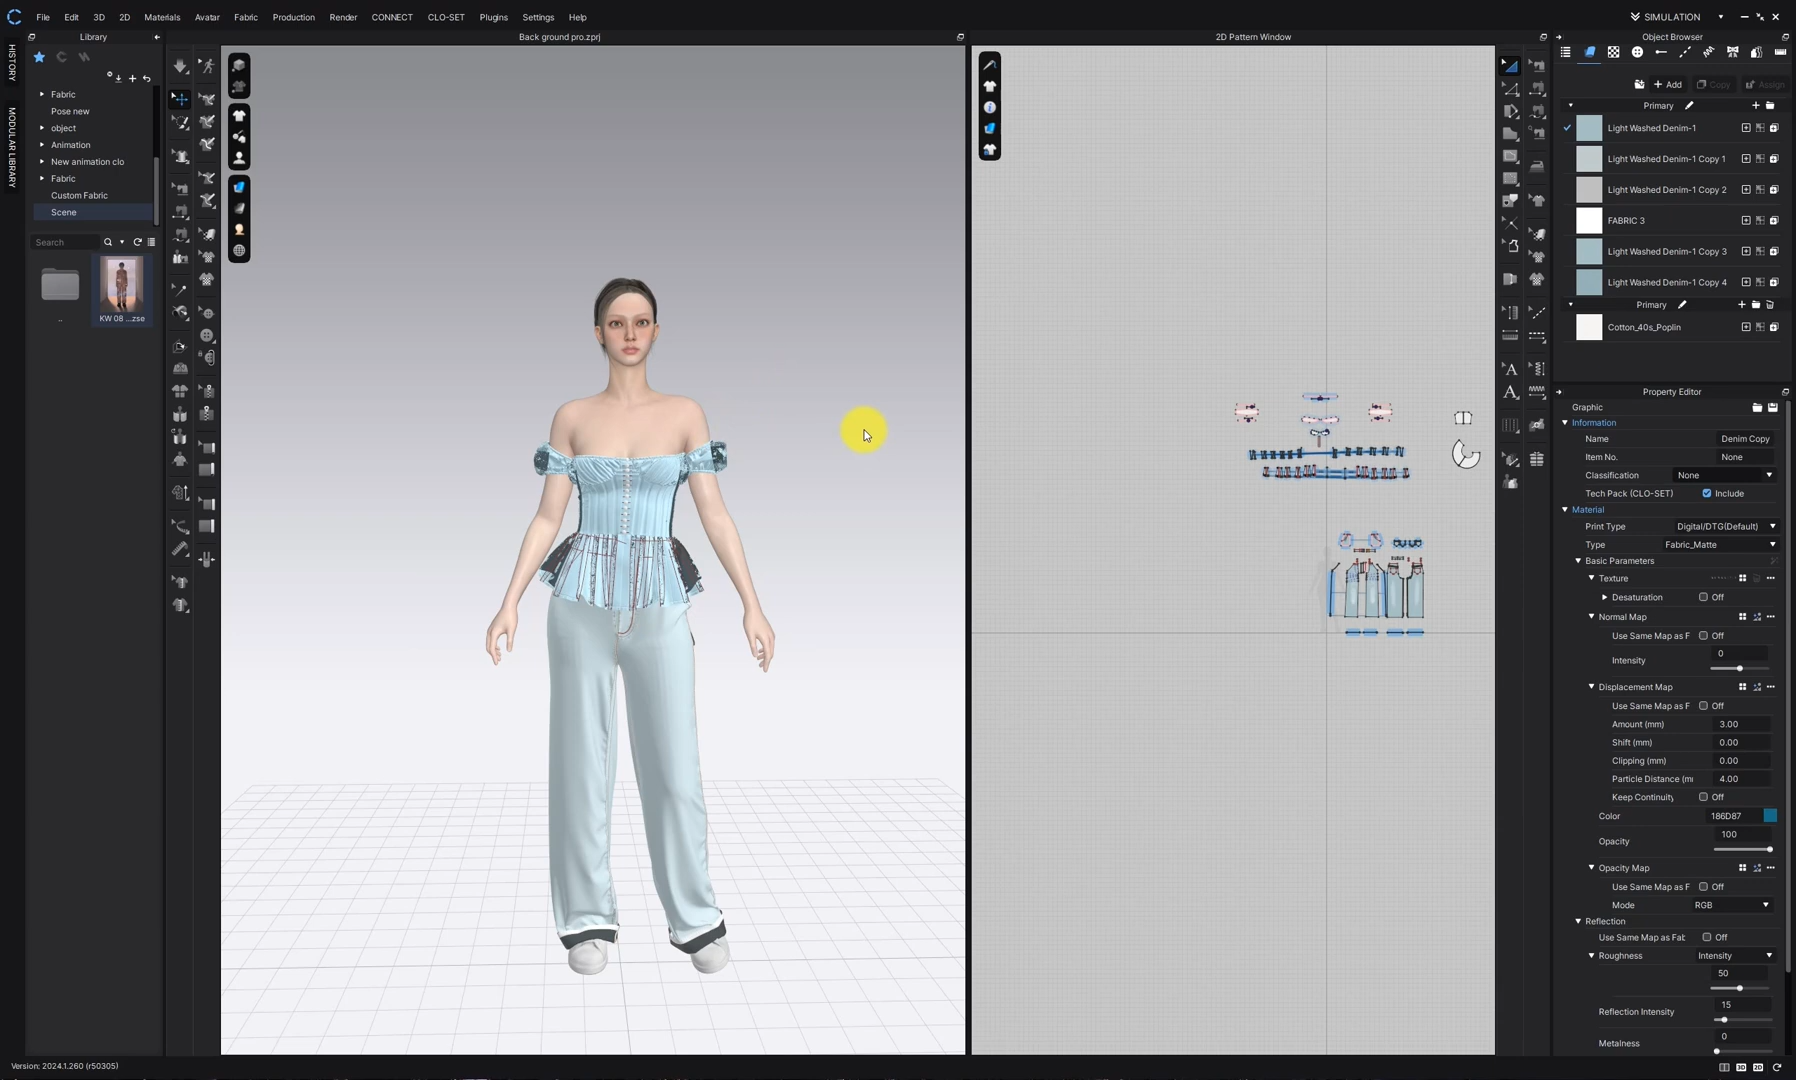 File Edit 3D 2D Materials Avatar Fabric Production Render CONNECT CLO-SET Plugins Settings Help
SIMULATION
HISTORY
MODULAR LIBRARY
Library
Fabric
Pose new
object
Animation
New animation clo
Fabric
Custom Fabric
Scene
Search
..
KW 08 ...zse
Back ground pro.zprj
2D Pattern Window
Object Browser
Add Copy Assign
Primary
Light Washed Denim-1
Light Washed Denim-1 Copy 1
Light Washed Denim-1 Copy 2
FABRIC 3
Light Washed Denim-1 Copy 3
Light Washed Denim-1 Copy 4
Primary
Cotton_40s_Poplin
Property Editor
Graphic
Information
Name Denim Copy
Item No. None
Classification None
Tech Pack (CLO-SET) Include
Material
Print Type Digital/DTG(Default)
Type Fabric_Matte
Basic Parameters
Texture
Desaturation Off
Normal Map
Use Same Map as F Off
0
Intensity
Displacement Map
Use Same Map as F Off
Amount (mm) 3.00
Shift (mm) 0.00
Clipping (mm) 0.00
Particle Distance (m 4.00
Keep Continuity Off
Color 186D87
100
Opacity
Opacity Map
Use Same Map as F Off
Mode RGB
Reflection
Use Same Map as Fab Off
Roughness Intensity
50
15
Reflection Intensity
0
Metalness
Version: 2024.1.260 (r50305)